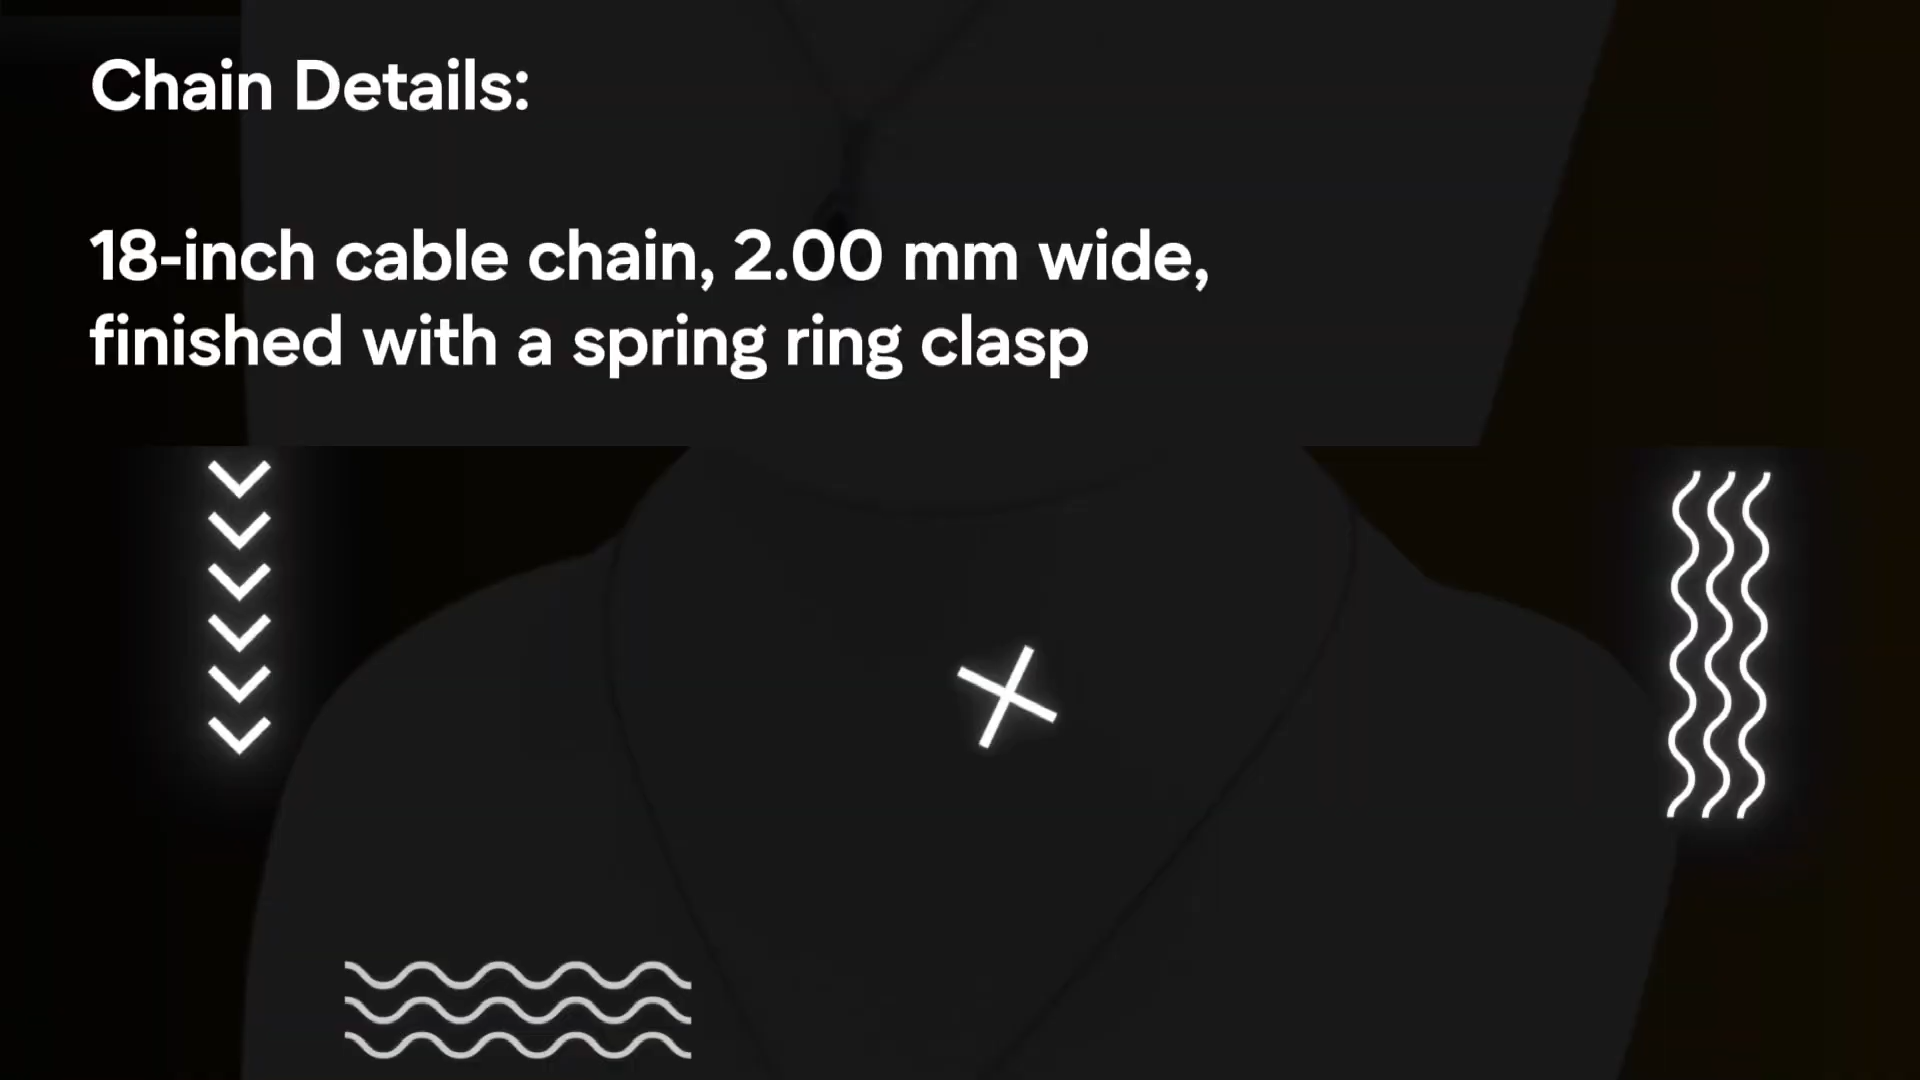 Chain Details:
18-inch cable chain, 2.00 mm wide,
finished with a spring ring clasp